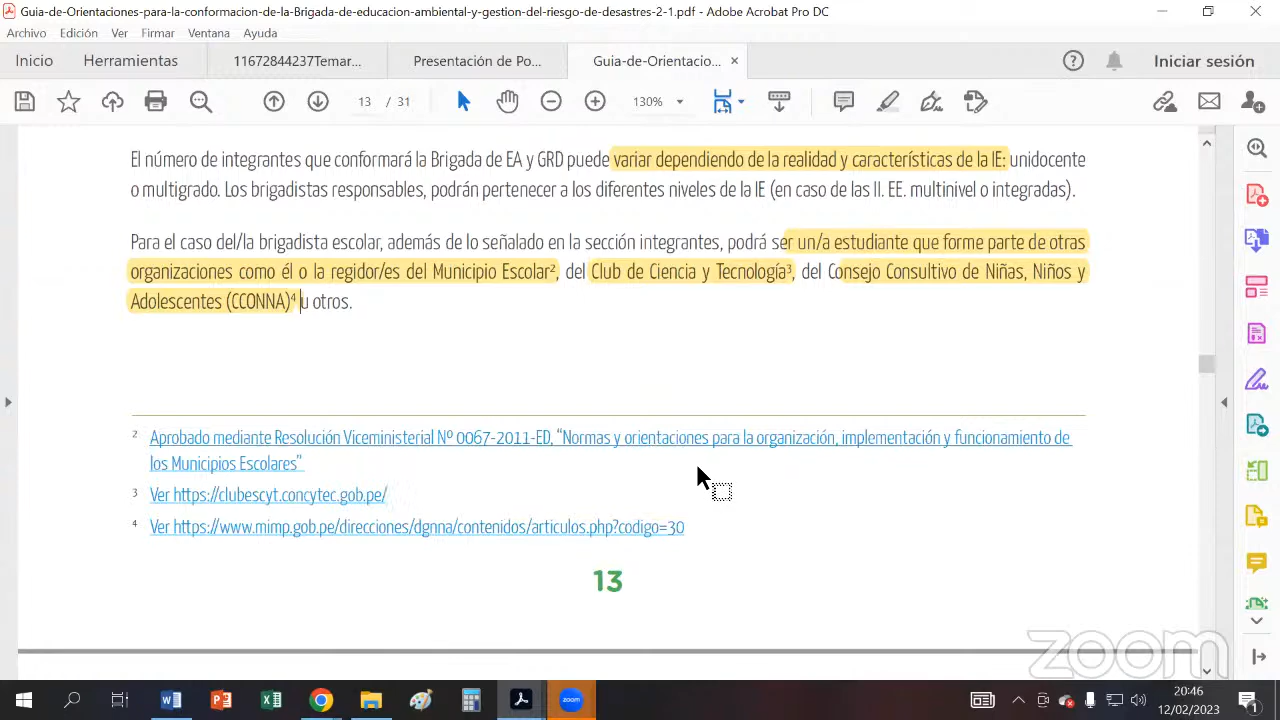 Guia-de-Orientaciones-para-la-conformacion-de-la-Brigada-de-educacion-ambiental-y-gestion-del-riesgo-de-desastres-2-1.pdf - Adobe Acrobat Pro DC
Archivo Edición Ver Firmar Ventana Ayuda
Inicio Herramientas 11672844237Temar... Presentación de Po... Guia-de-Orientacio... × Iniciar sesión
13 / 31 130%
El número de integrantes que conformará la Brigada de EA y GRD puede variar dependiendo de la realidad y características de la IE: unidocente
o multigrado. Los brigadistas responsables, podrán pertenecer a los diferentes niveles de la IE (en caso de las II. EE. multinivel o integradas).
Para el caso del/la brigadista escolar, además de lo señalado en la sección integrantes, podrá ser un/a estudiante que forme parte de otras
organizaciones como él o la regidor/es del Municipio Escolar², del Club de Ciencia y Tecnología³, del Consejo Consultivo de Niñas, Niños y
Adolescentes (CCONNA)⁴ u otros.
² Aprobado mediante Resolución Viceministerial Nº 0067-2011-ED, “Normas y orientaciones para la organización, implementación y funcionamiento de
los Municipios Escolares”
³ Ver https://clubescyt.concytec.gob.pe/
⁴ Ver https://www.mimp.gob.pe/direcciones/dgnna/contenidos/articulos.php?codigo=30
13
zoom
zoom
20:46
12/02/2023
1